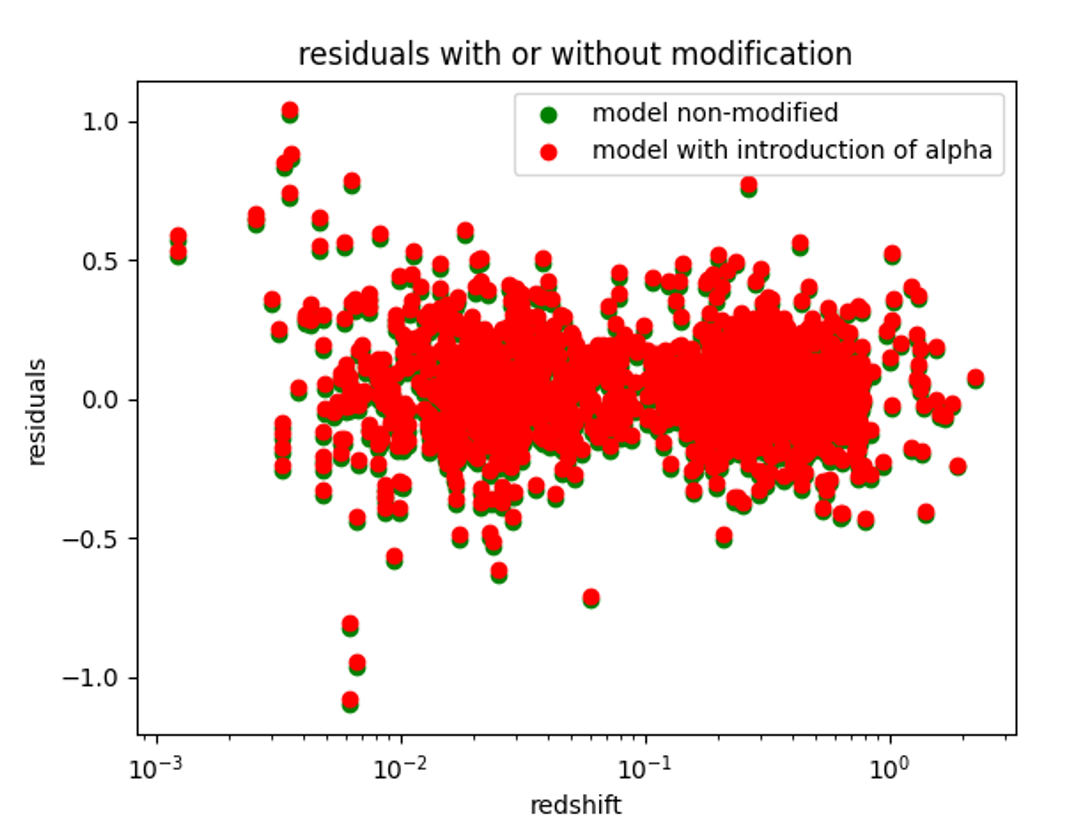 residuals with or without modification
model non-modified
model with introduction of alpha
1.0
0.5
0.0
−0.5
−1.0
residuals
10⁻³ 10⁻² 10⁻¹ 10⁰
redshift